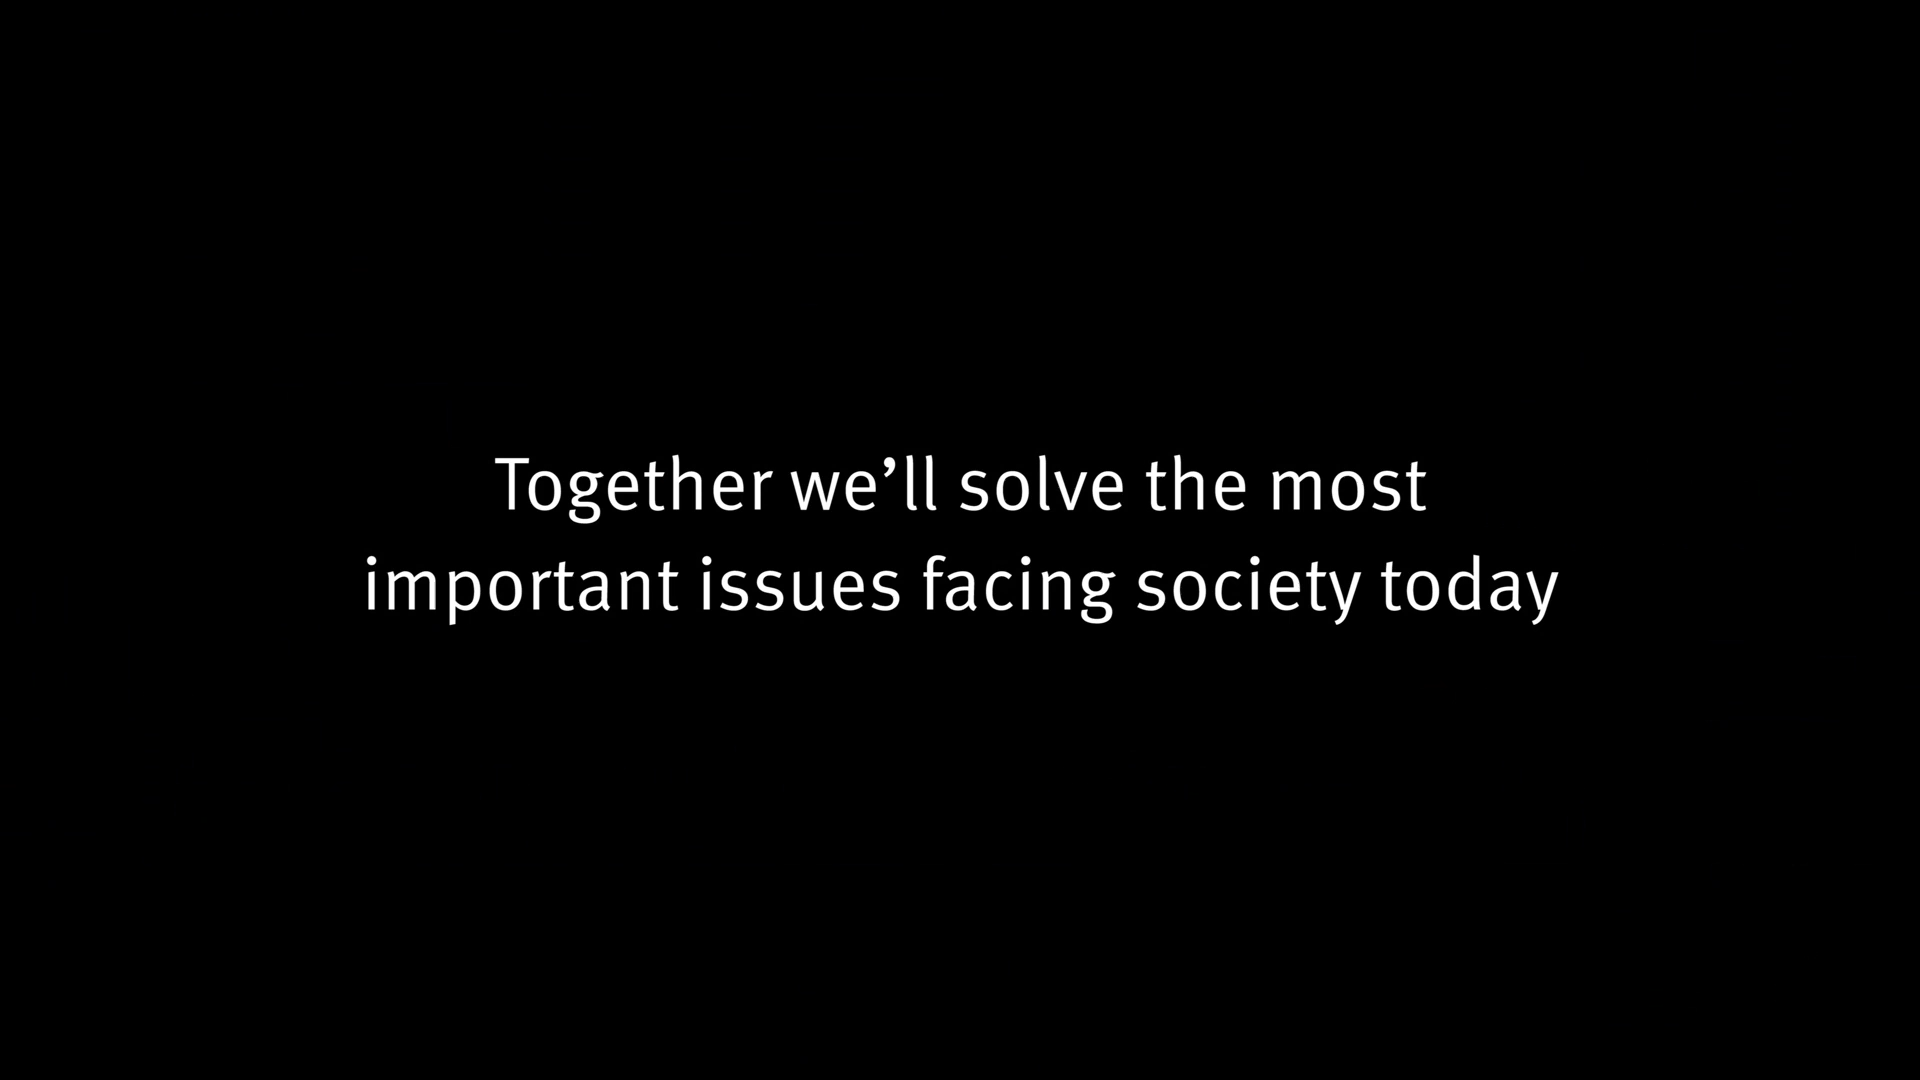 Together we’ll solve the most
important issues facing society today